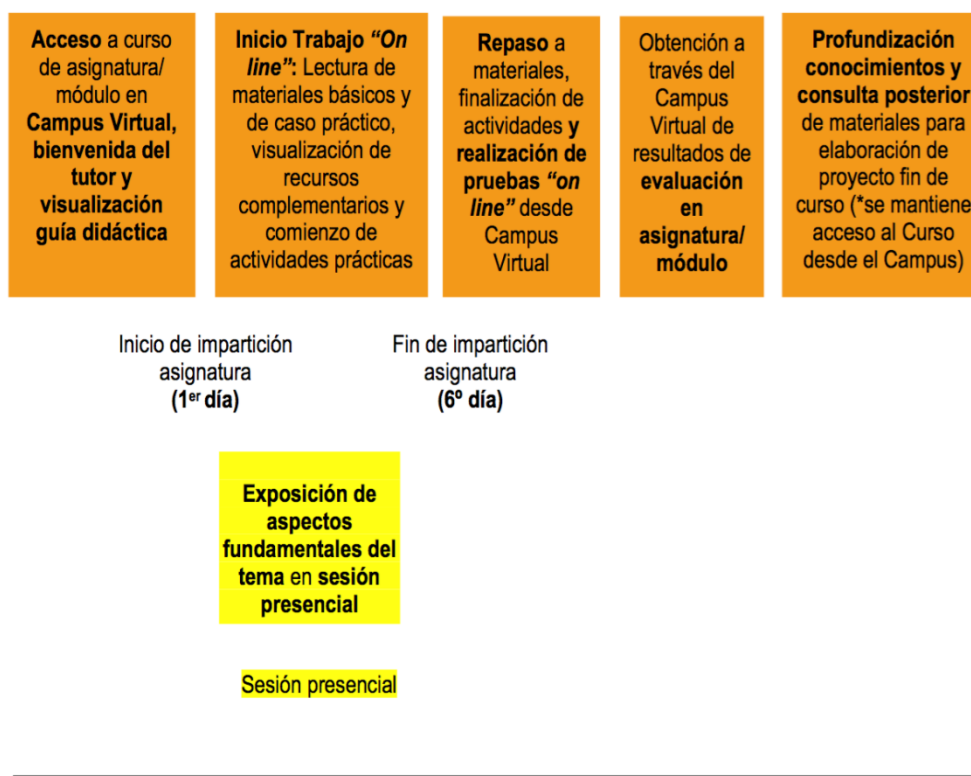 Acceso a curso
de asignatura/
módulo en
Campus Virtual,
bienvenida del
tutor y
visualización
guía didáctica
Inicio Trabajo “On
line”: Lectura de
materiales básicos y
de caso práctico,
visualización de
recursos
complementarios y
comienzo de
actividades prácticas
Repaso a
materiales,
finalización de
actividades y
realización de
pruebas “on
line” desde
Campus
Virtual
Obtención a
través del
Campus
Virtual de
resultados de
evaluación
en
asignatura/
módulo
Profundización
conocimientos y
consulta posterior
de materiales para
elaboración de
proyecto fin de
curso (*se mantiene
acceso al Curso
desde el Campus)
Inicio de impartición
asignatura
(1er día)
Fin de impartición
asignatura
(6º día)
Exposición de
aspectos
fundamentales del
tema en sesión
presencial
Sesión presencial